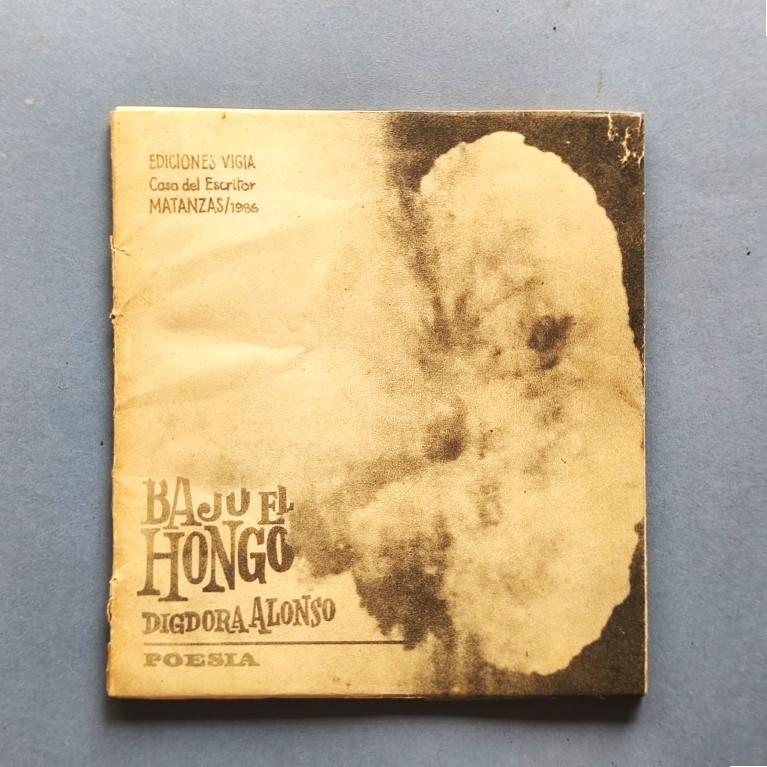 EDICIONES VIGIA
Casa del Escritor
MATANZAS/1986
BAJO EL
HONGO
DIGDORA ALONSO
POESIA